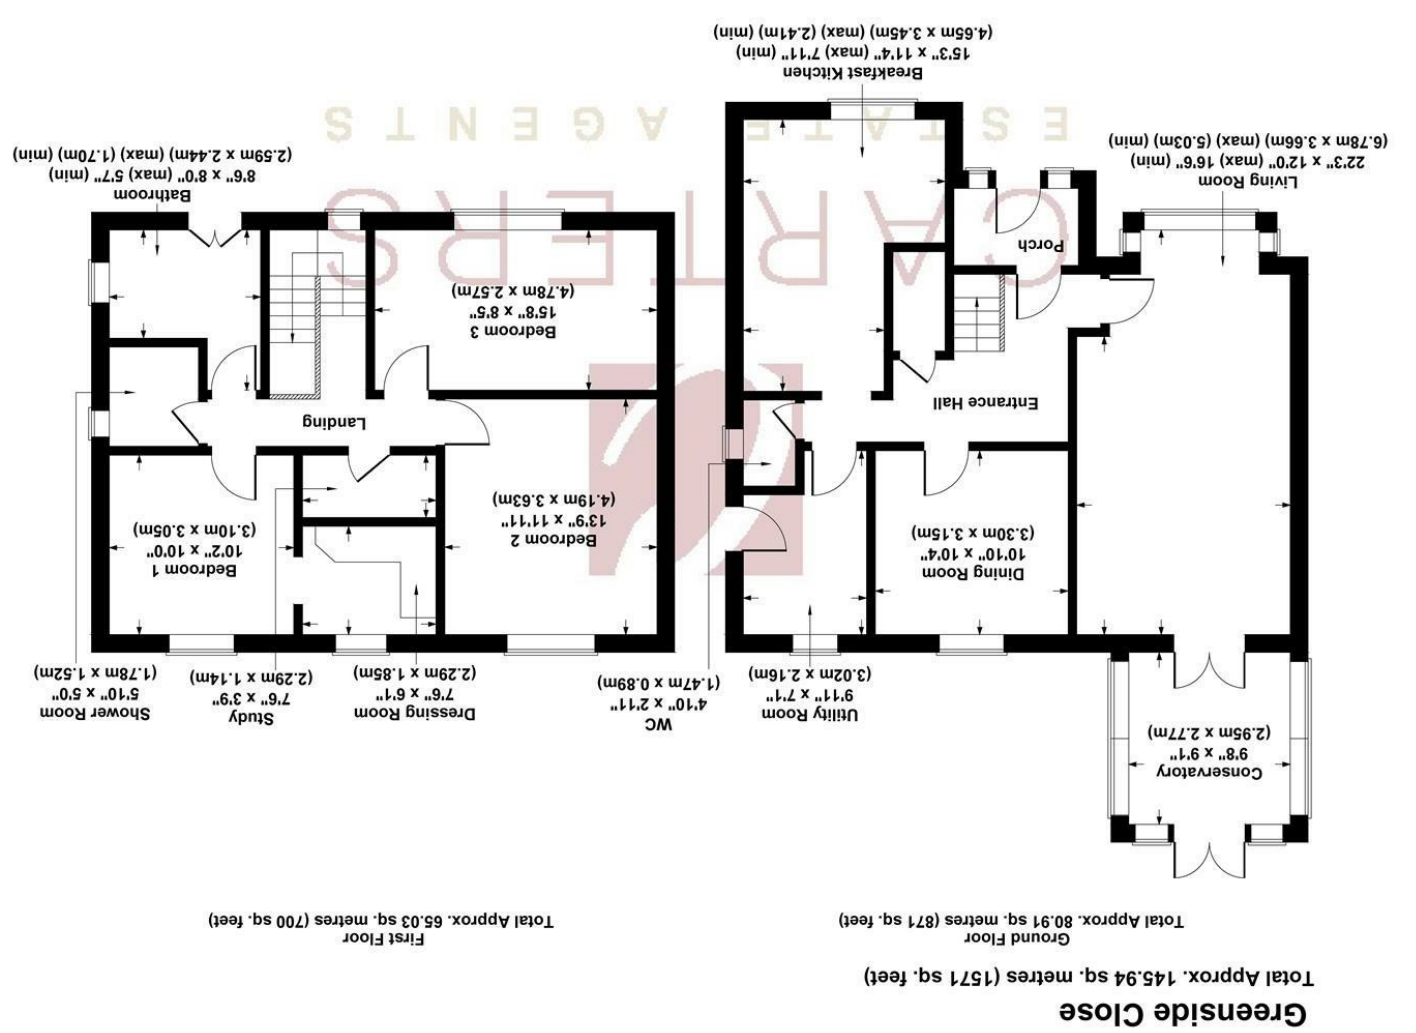 Greenside Close
Total Approx. 145.94 sq. metres (1571 sq. feet)
Ground Floor
Total Approx. 80.91 sq. metres (871 sq. feet)
First Floor
Total Approx. 65.03 sq. metres (700 sq. feet)
Conservatory
9'8" x 9'1"
(2.95m x 2.77m)
Utility Room
9'11" x 7'1"
(3.02m x 2.16m)
WC
4'10" x 2'11"
(1.47m x 0.89m)
Dining Room
10'10" x 10'4"
(3.30m x 3.15m)
Entrance Hall
Porch
Living Room
22'3" x 12'0" (max) 16'6" (min)
(6.78m x 3.66m) (max) (5.03m) (min)
Breakfast Kitchen
15'3" x 11'4" (max) 7'11" (min)
(4.65m x 3.45m) (max) (2.41m) (min)
Dressing Room
7'6" x 6'1"
(2.29m x 1.85m)
Study
7'6" x 3'9"
(2.29m x 1.14m)
Shower Room
5'10" x 5'0"
(1.78m x 1.52m)
Bedroom 2
13'9" x 11'11"
(4.19m x 3.63m)
Bedroom 1
10'2" x 10'0"
(3.10m x 3.05m)
Landing
Bedroom 3
15'8" x 8'5"
(4.78m x 2.57m)
Bathroom
8'6" x 8'0" (max) 5'7" (min)
(2.59m x 2.44m) (max) (1.70m) (min)
CARTERS
ESTATE AGENTS